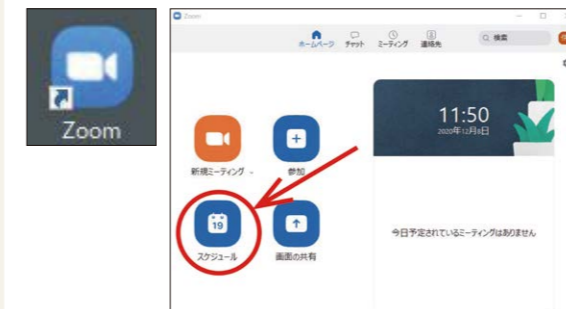 Zoom
Zoom
ホームページ
チャット
ミーティング
連絡先
検索
11:50
2020年12月8日
新規ミーティング
参加
19
スケジュール
画面の共有
今日予定されているミーティングはありません